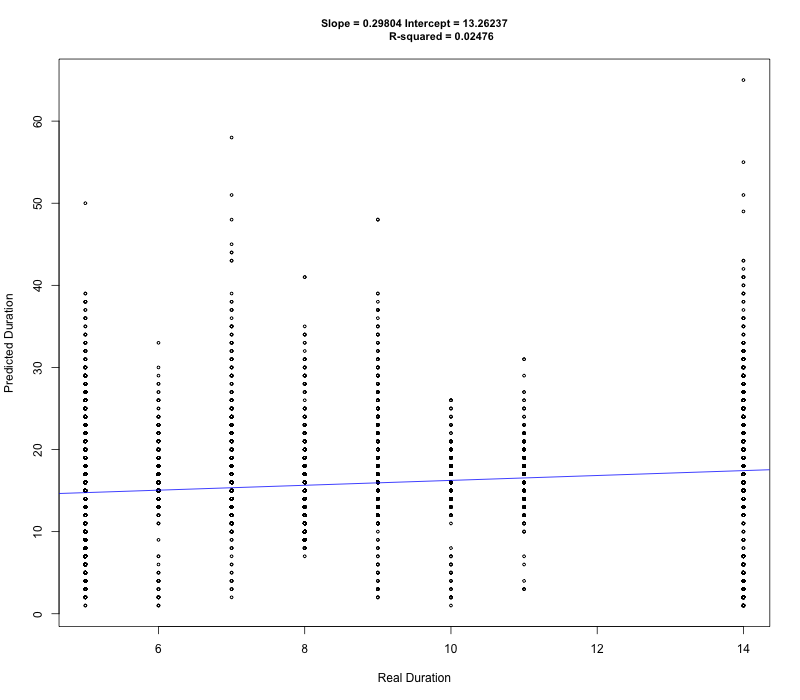 Slope = 0.29804 Intercept = 13.26237
R-squared = 0.02476
Predicted Duration
60
50
40
30
20
10
0
6 8 10 12 14
Real Duration